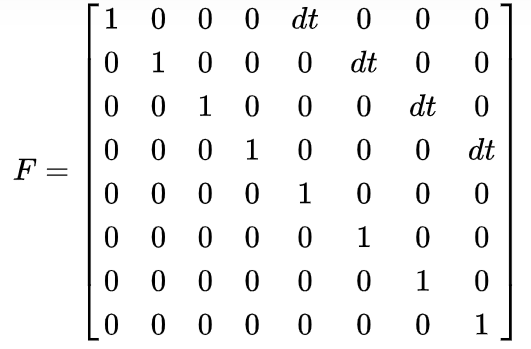 1 0 0 0 dt 0 0 0
0 1 0 0 0 dt 0 0
0 0 1 0 0 0 dt 0
F = 0 0 0 1 0 0 0 dt
0 0 0 0 1 0 0 0
0 0 0 0 0 1 0 0
0 0 0 0 0 0 1 0
0 0 0 0 0 0 0 1